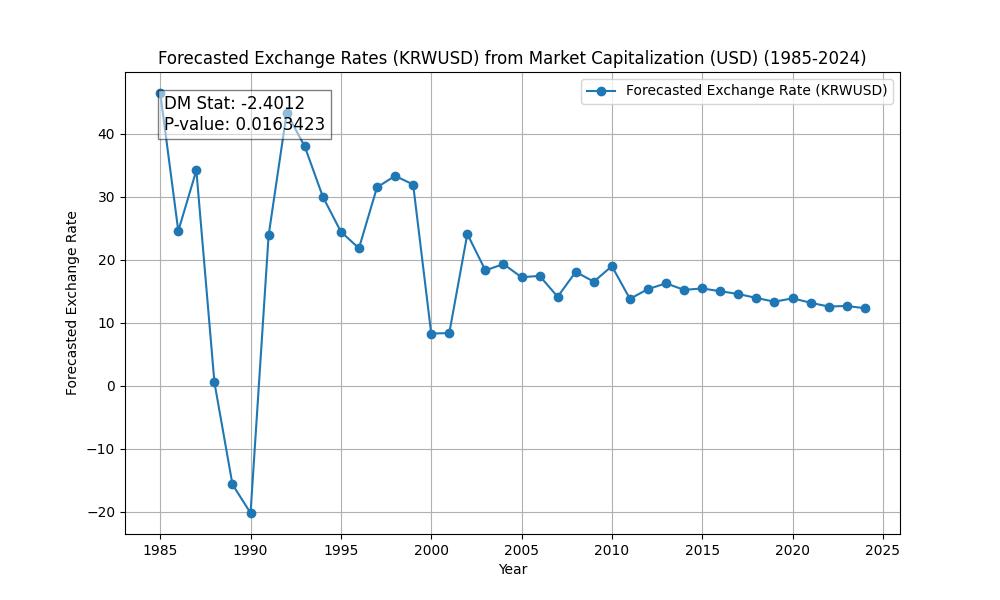 Forecasted Exchange Rates (KRWUSD) from Market Capitalization (USD) (1985-2024)
DM Stat: -2.4012
P-value: 0.0163423
Forecasted Exchange Rate (KRWUSD)
Forecasted Exchange Rate
40
30
20
10
0
−10
−20
1985 1990 1995 2000 2005 2010 2015 2020 2025
Year